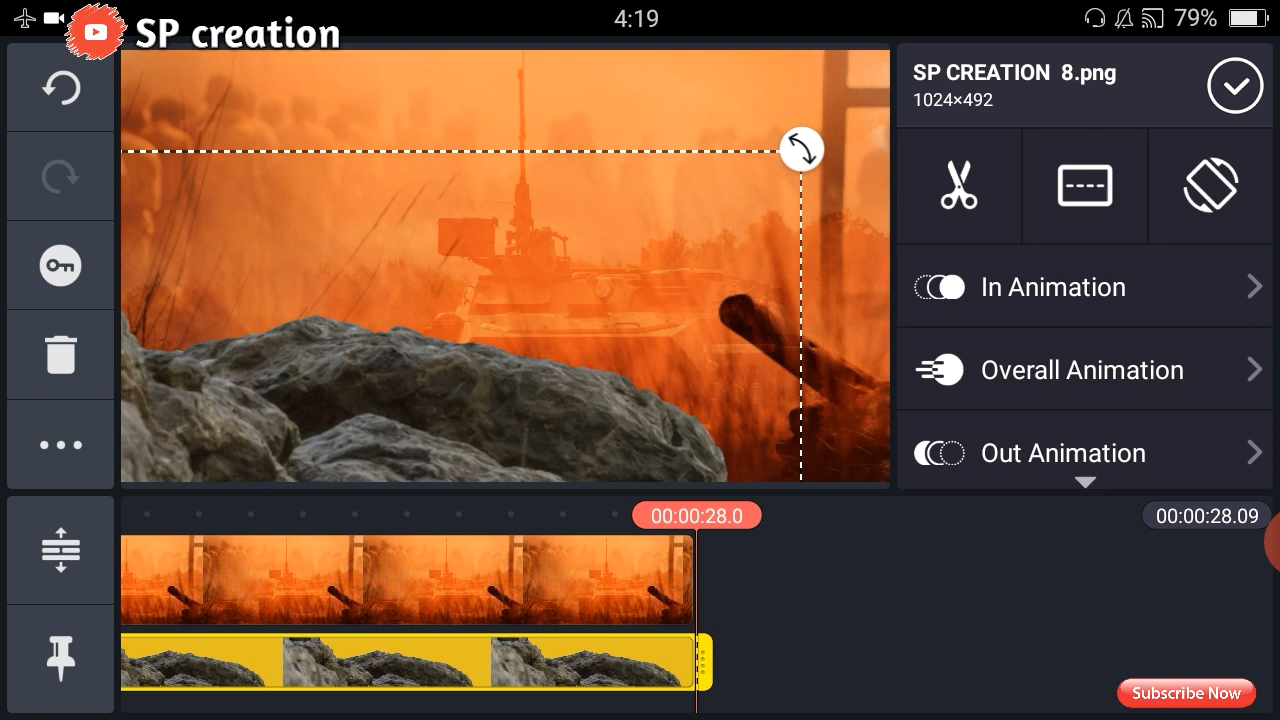 4:19
79%
SP creation
SP CREATION 8.png
1024×492
In Animation
Overall Animation
Out Animation
00:00:28.0
00:00:28.09
Subscribe Now